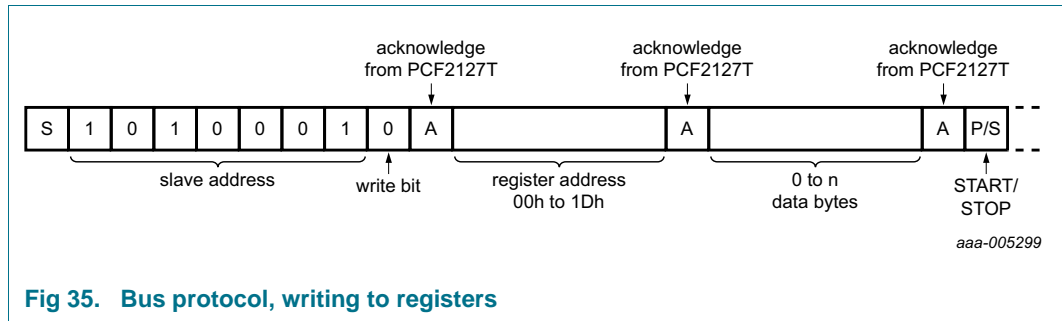 acknowledge acknowledge acknowledge
from PCF2127T from PCF2127T from PCF2127T
S 1 0 1 0 0 0 1 0 A A A P/S
slave address write bit register address 0 to n START/
00h to 1Dh data bytes STOP
aaa-005299
Fig 35. Bus protocol, writing to registers